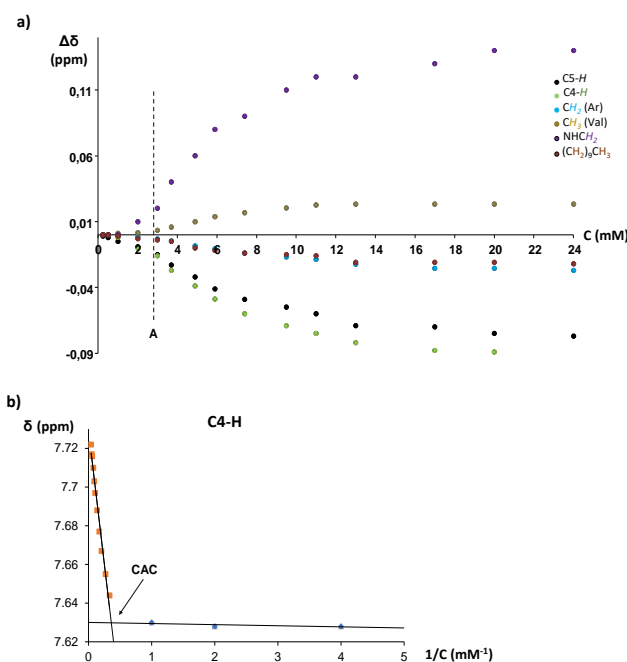 a)
Δδ
(ppm)
0,11
0,06
0,01
-0,04
-0,09
0 2 4 6 8 10 12 14 16 18 20 22 24
C (mM)
A
C5-H
C4-H
CH₂ (Ar)
CH₃ (Val)
NHCH₂
(CH₂)₉CH₃
b)
δ (ppm)
C4-H
7.72
7.7
7.68
7.66
7.64
7.62
CAC
0 1 2 3 4 5
1/C (mM⁻¹)